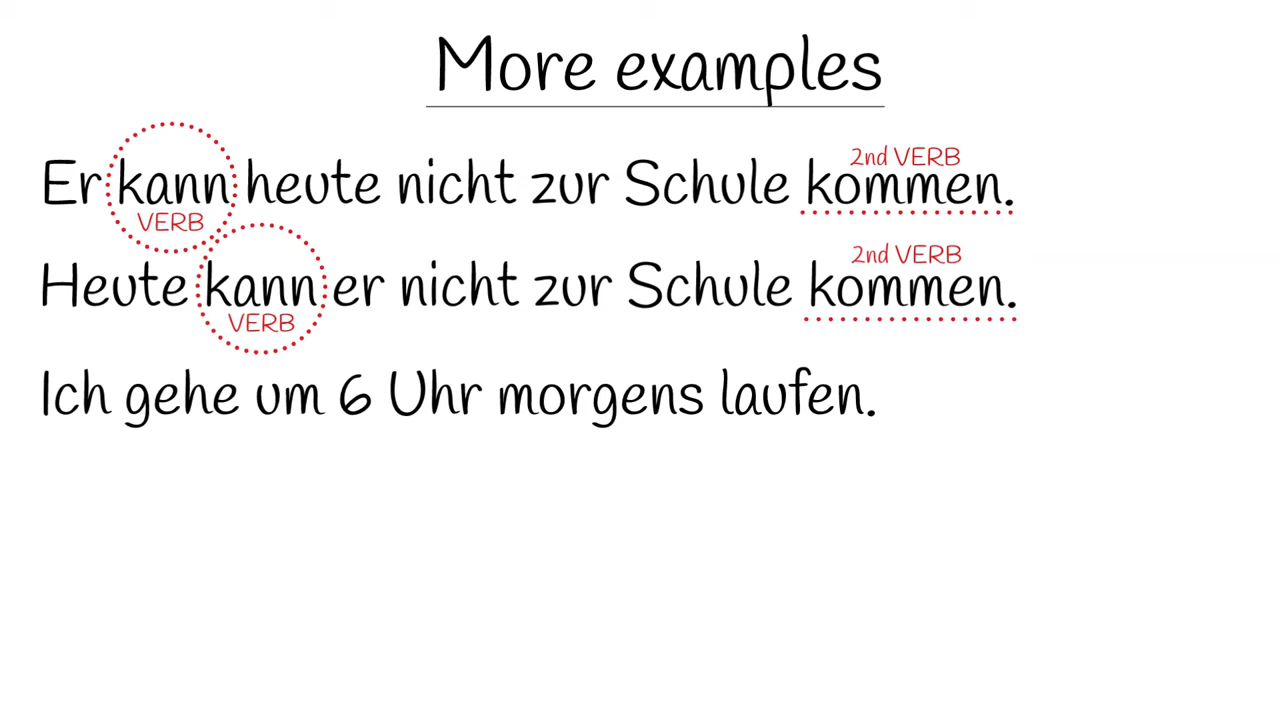 More examples
2nd VERB
Er kann heute nicht zur Schule kommen.
VERB
2nd VERB
Heute kann er nicht zur Schule kommen.
VERB
Ich gehe um 6 Uhr morgens laufen.